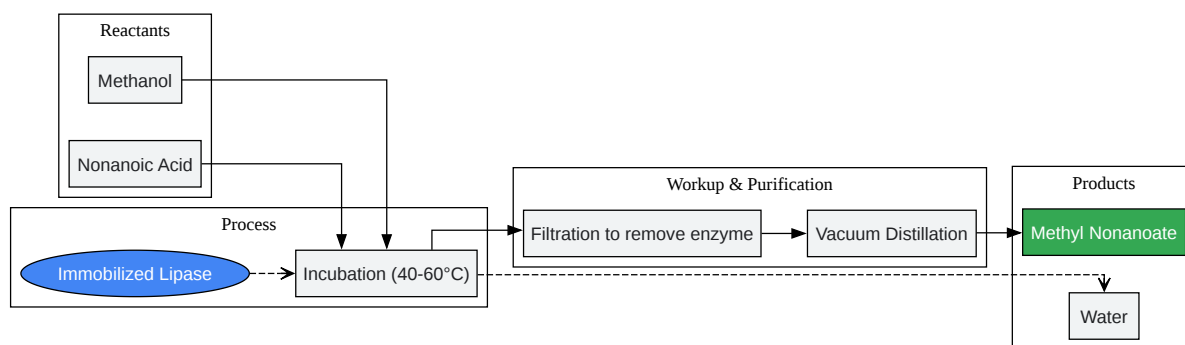 Reactants
Methanol
Nonanoic Acid
Process
Immobilized Lipase
Incubation (40-60°C)
Workup & Purification
Filtration to remove enzyme
Vacuum Distillation
Products
Methyl Nonanoate
Water